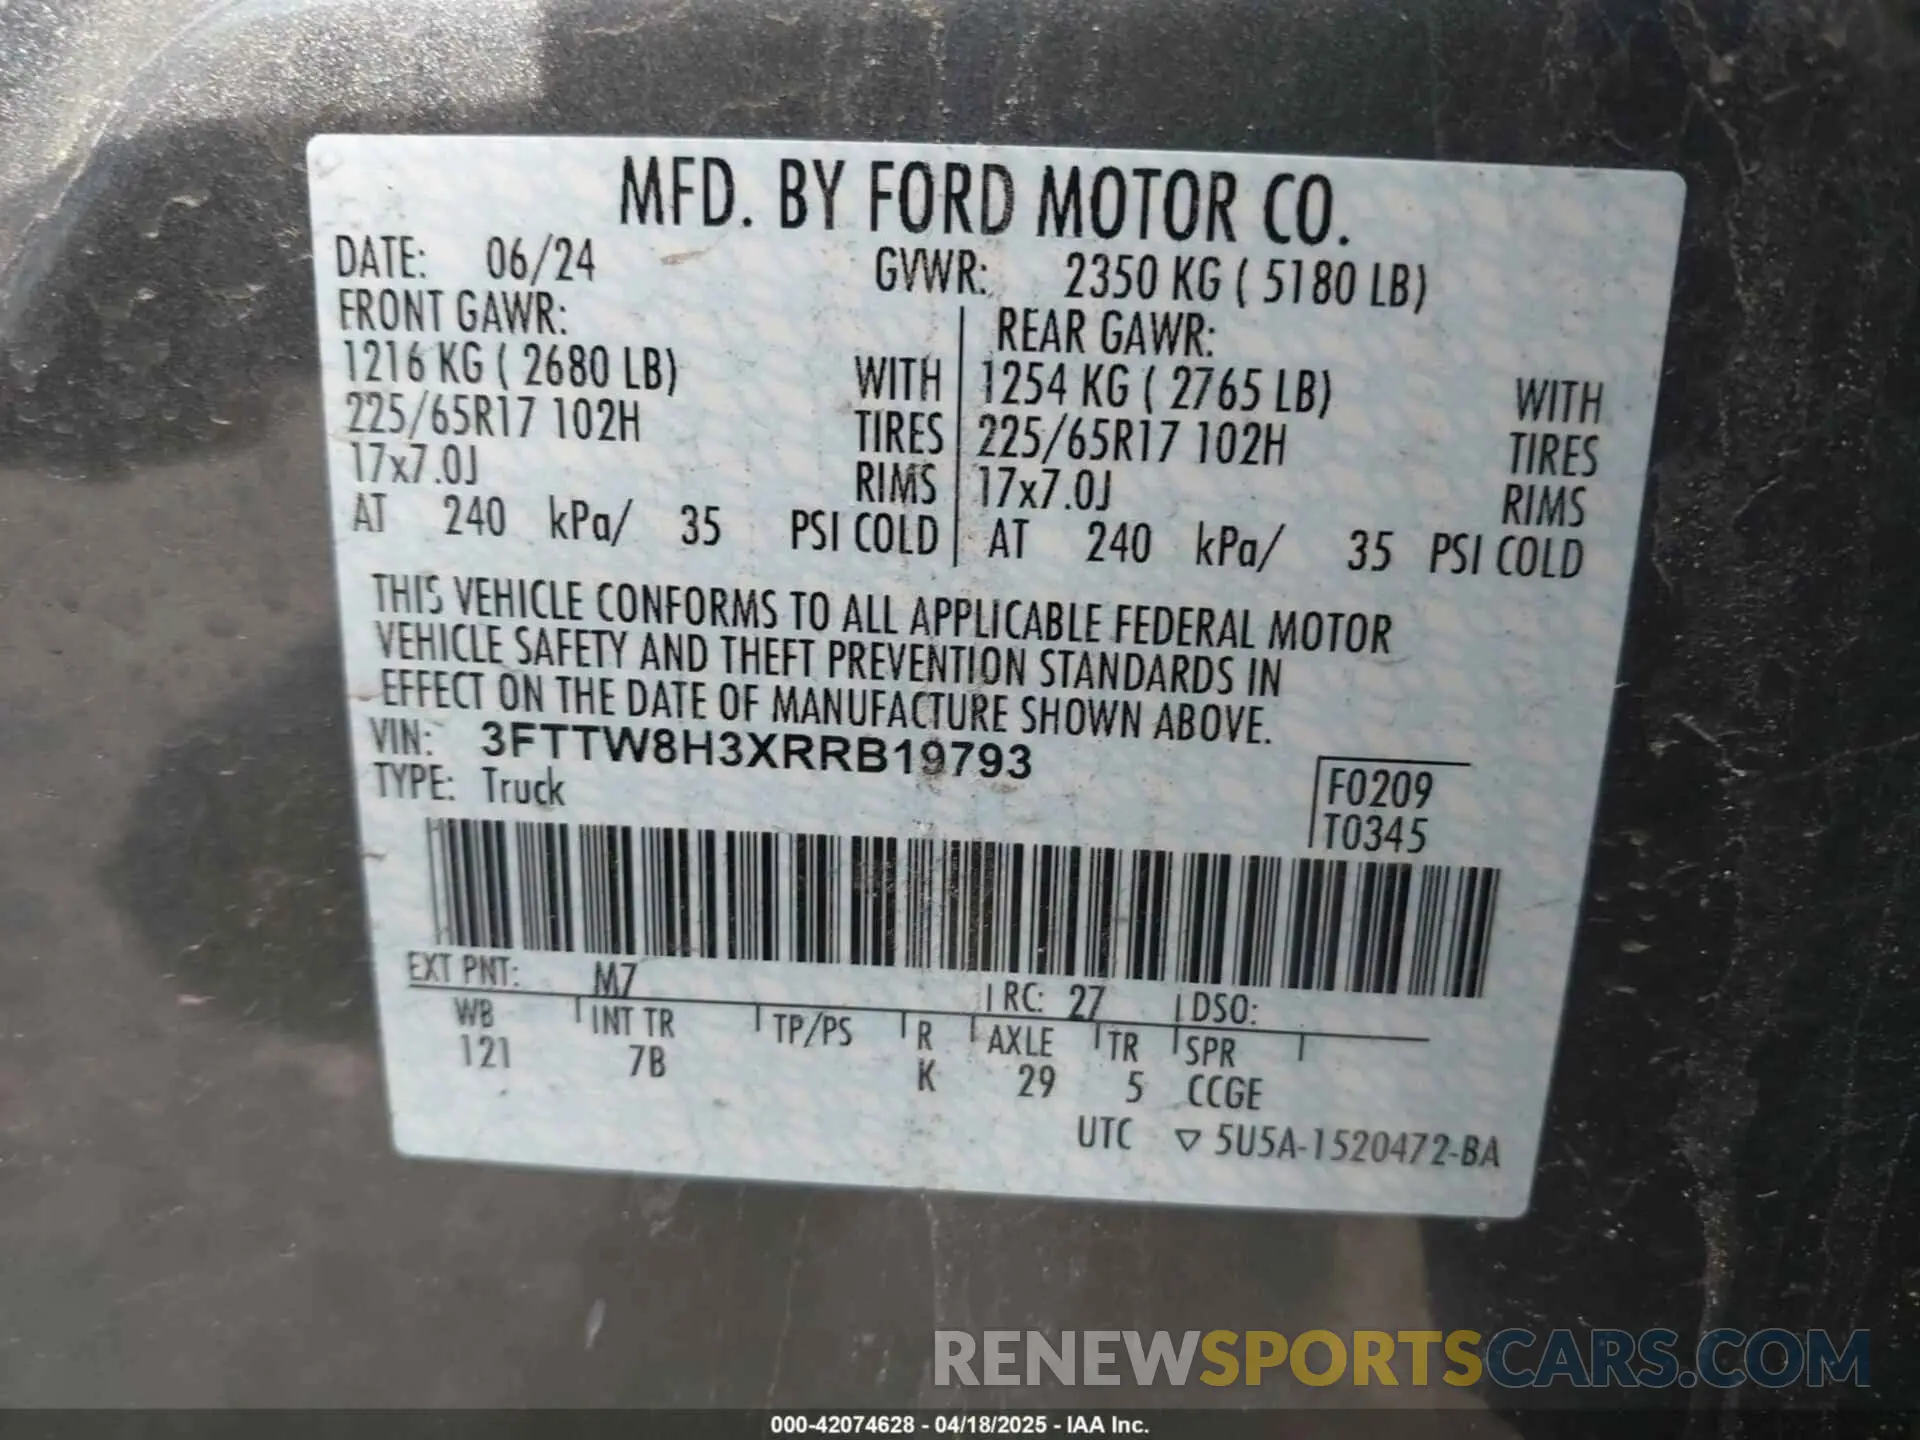 MFD. BY FORD MOTOR CO.
DATE: 06/24 GVWR: 2350 KG ( 5180 LB)
FRONT GAWR: REAR GAWR:
1216 KG ( 2680 LB) WITH 1254 KG ( 2765 LB) WITH
225/65R17 102H TIRES 225/65R17 102H TIRES
17x7.0J RIMS 17x7.0J RIMS
AT 240 kPa/ 35 PSI COLD AT 240 kPa/ 35 PSI COLD
THIS VEHICLE CONFORMS TO ALL APPLICABLE FEDERAL MOTOR
VEHICLE SAFETY AND THEFT PREVENTION STANDARDS IN
EFFECT ON THE DATE OF MANUFACTURE SHOWN ABOVE.
VIN: 3FTTW8H3XRRB19793
TYPE: Truck
F0209
T0345
EXT PNT: M7 RC: 27 DSO:
WB INT TR TP/PS R AXLE TR SPR
121 7B K 29 5 CCGE
UTC ▽ 5U5A-1520472-BA
RENEWSPORTSCARS.COM
000-42074628 - 04/18/2025 - IAA Inc.